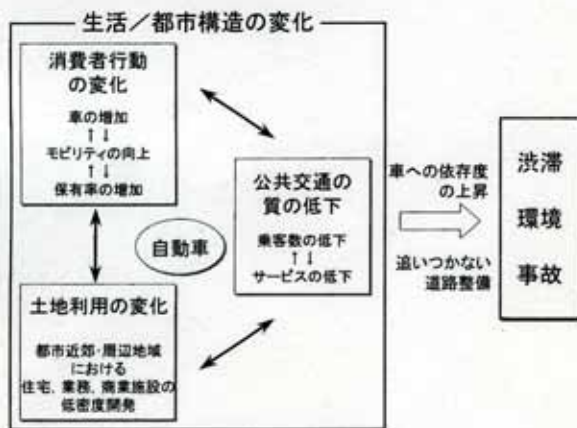 生活／都市構造の変化
消費者行動
の変化
車の増加
↑↓
モビリティの向上
↑↓
保有率の増加
自動車
公共交通の
質の低下
乗客数の低下
↑↓
サービスの低下
土地利用の変化
都市近郊・周辺地域
における
住宅、業務、商業施設の
低密度開発
車への依存度
の上昇
追いつかない
道路整備
渋滞
環境
事故